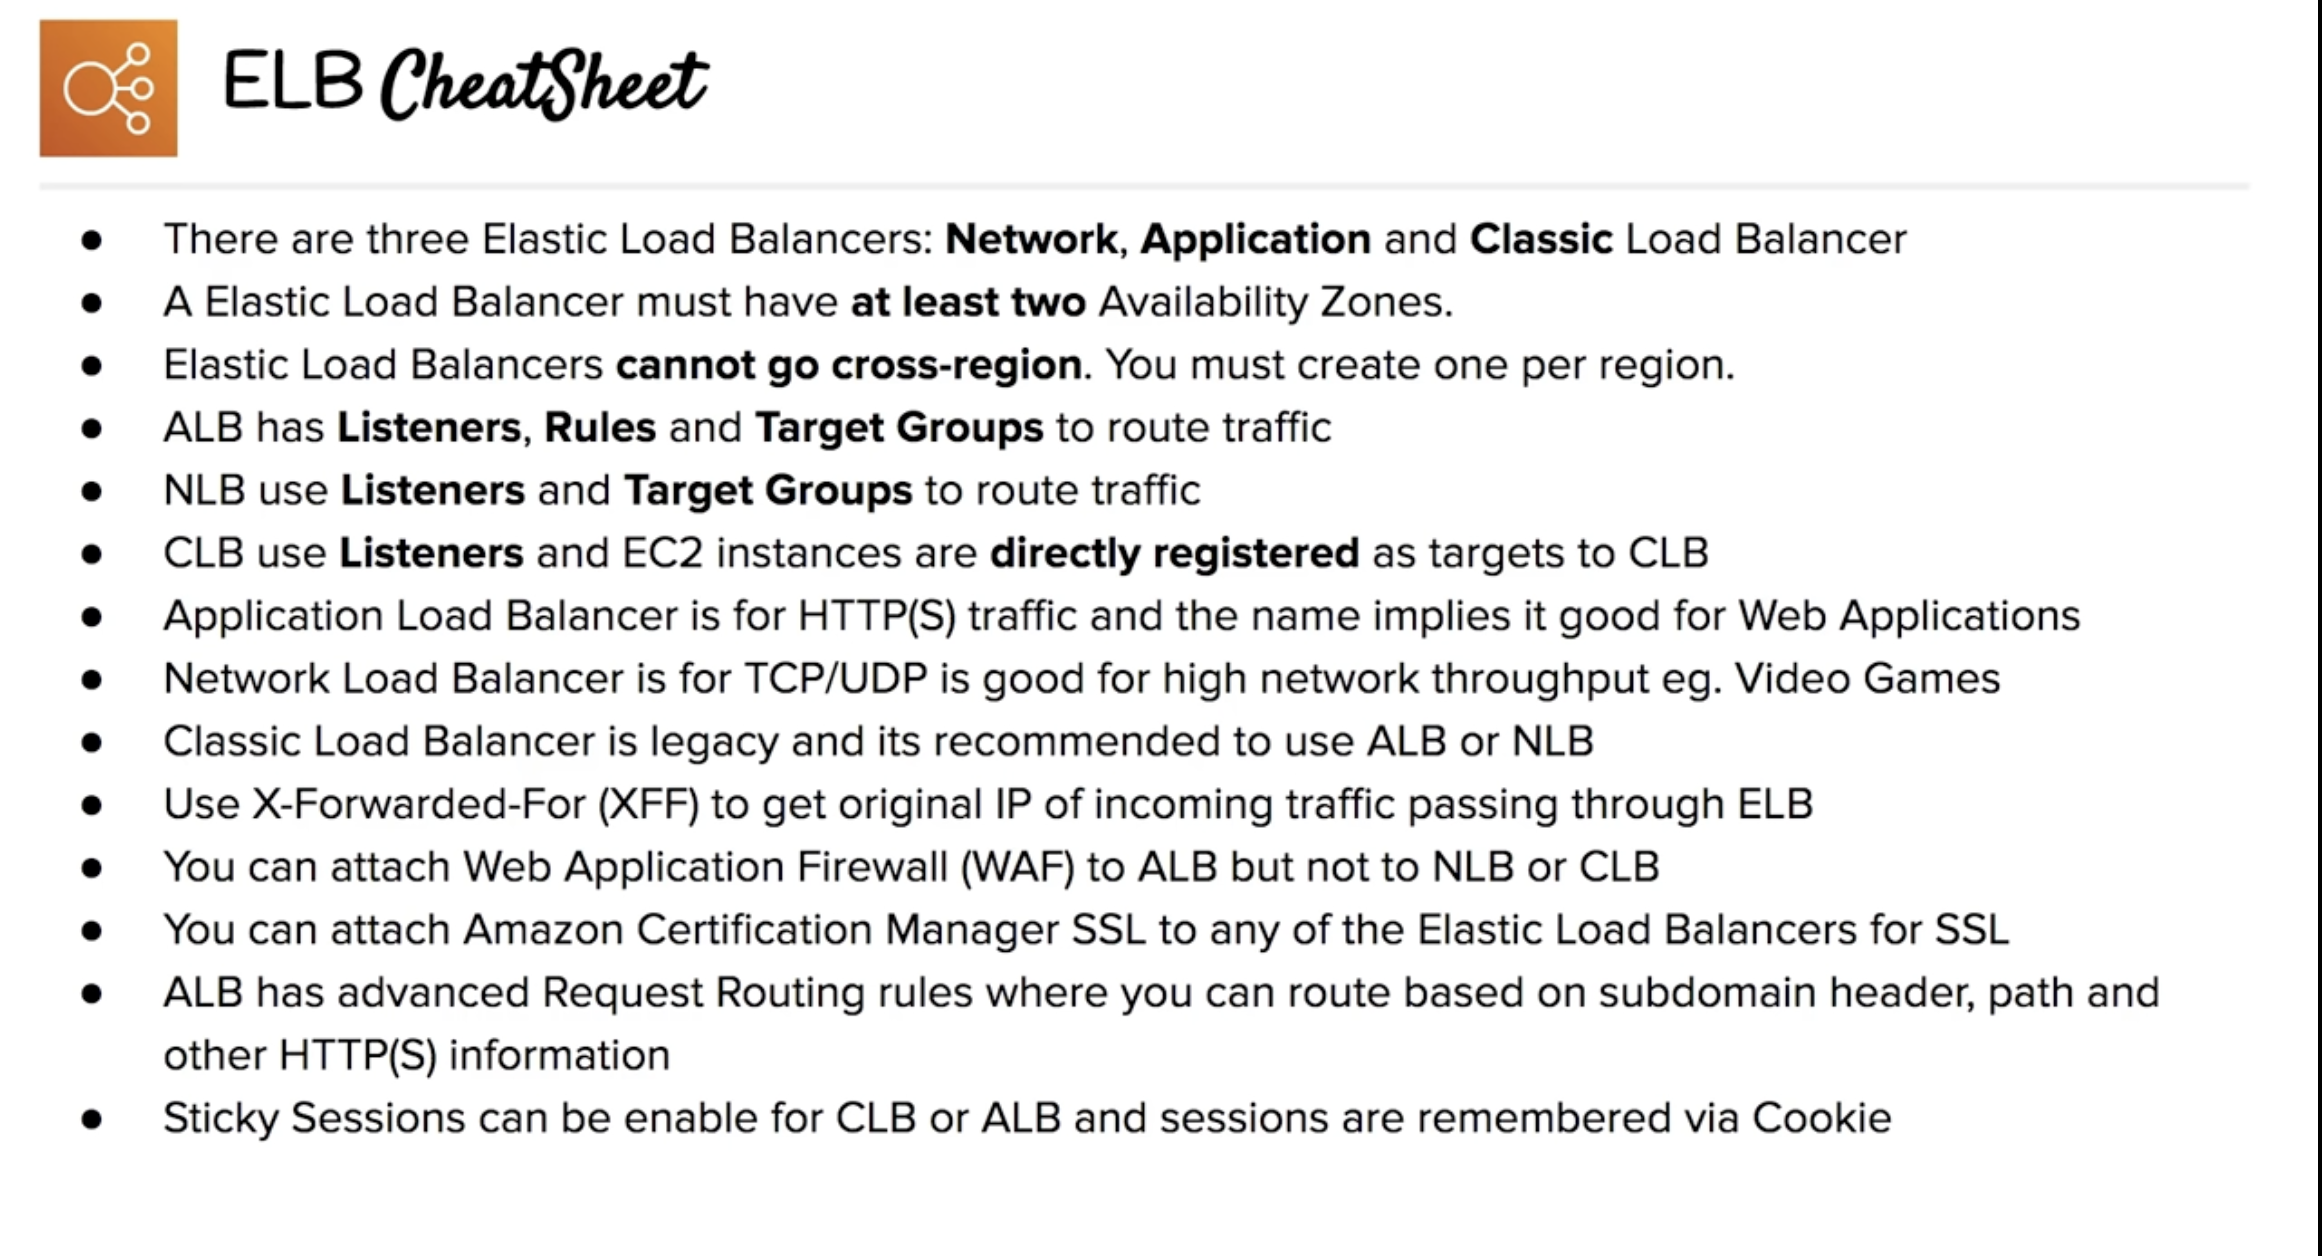 ELB CheatSheet
● There are three Elastic Load Balancers: Network, Application and Classic Load Balancer
● A Elastic Load Balancer must have at least two Availability Zones.
● Elastic Load Balancers cannot go cross-region. You must create one per region.
● ALB has Listeners, Rules and Target Groups to route traffic
● NLB use Listeners and Target Groups to route traffic
● CLB use Listeners and EC2 instances are directly registered as targets to CLB
● Application Load Balancer is for HTTP(S) traffic and the name implies it good for Web Applications
● Network Load Balancer is for TCP/UDP is good for high network throughput eg. Video Games
● Classic Load Balancer is legacy and its recommended to use ALB or NLB
● Use X-Forwarded-For (XFF) to get original IP of incoming traffic passing through ELB
● You can attach Web Application Firewall (WAF) to ALB but not to NLB or CLB
● You can attach Amazon Certification Manager SSL to any of the Elastic Load Balancers for SSL
● ALB has advanced Request Routing rules where you can route based on subdomain header, path and
other HTTP(S) information
● Sticky Sessions can be enable for CLB or ALB and sessions are remembered via Cookie